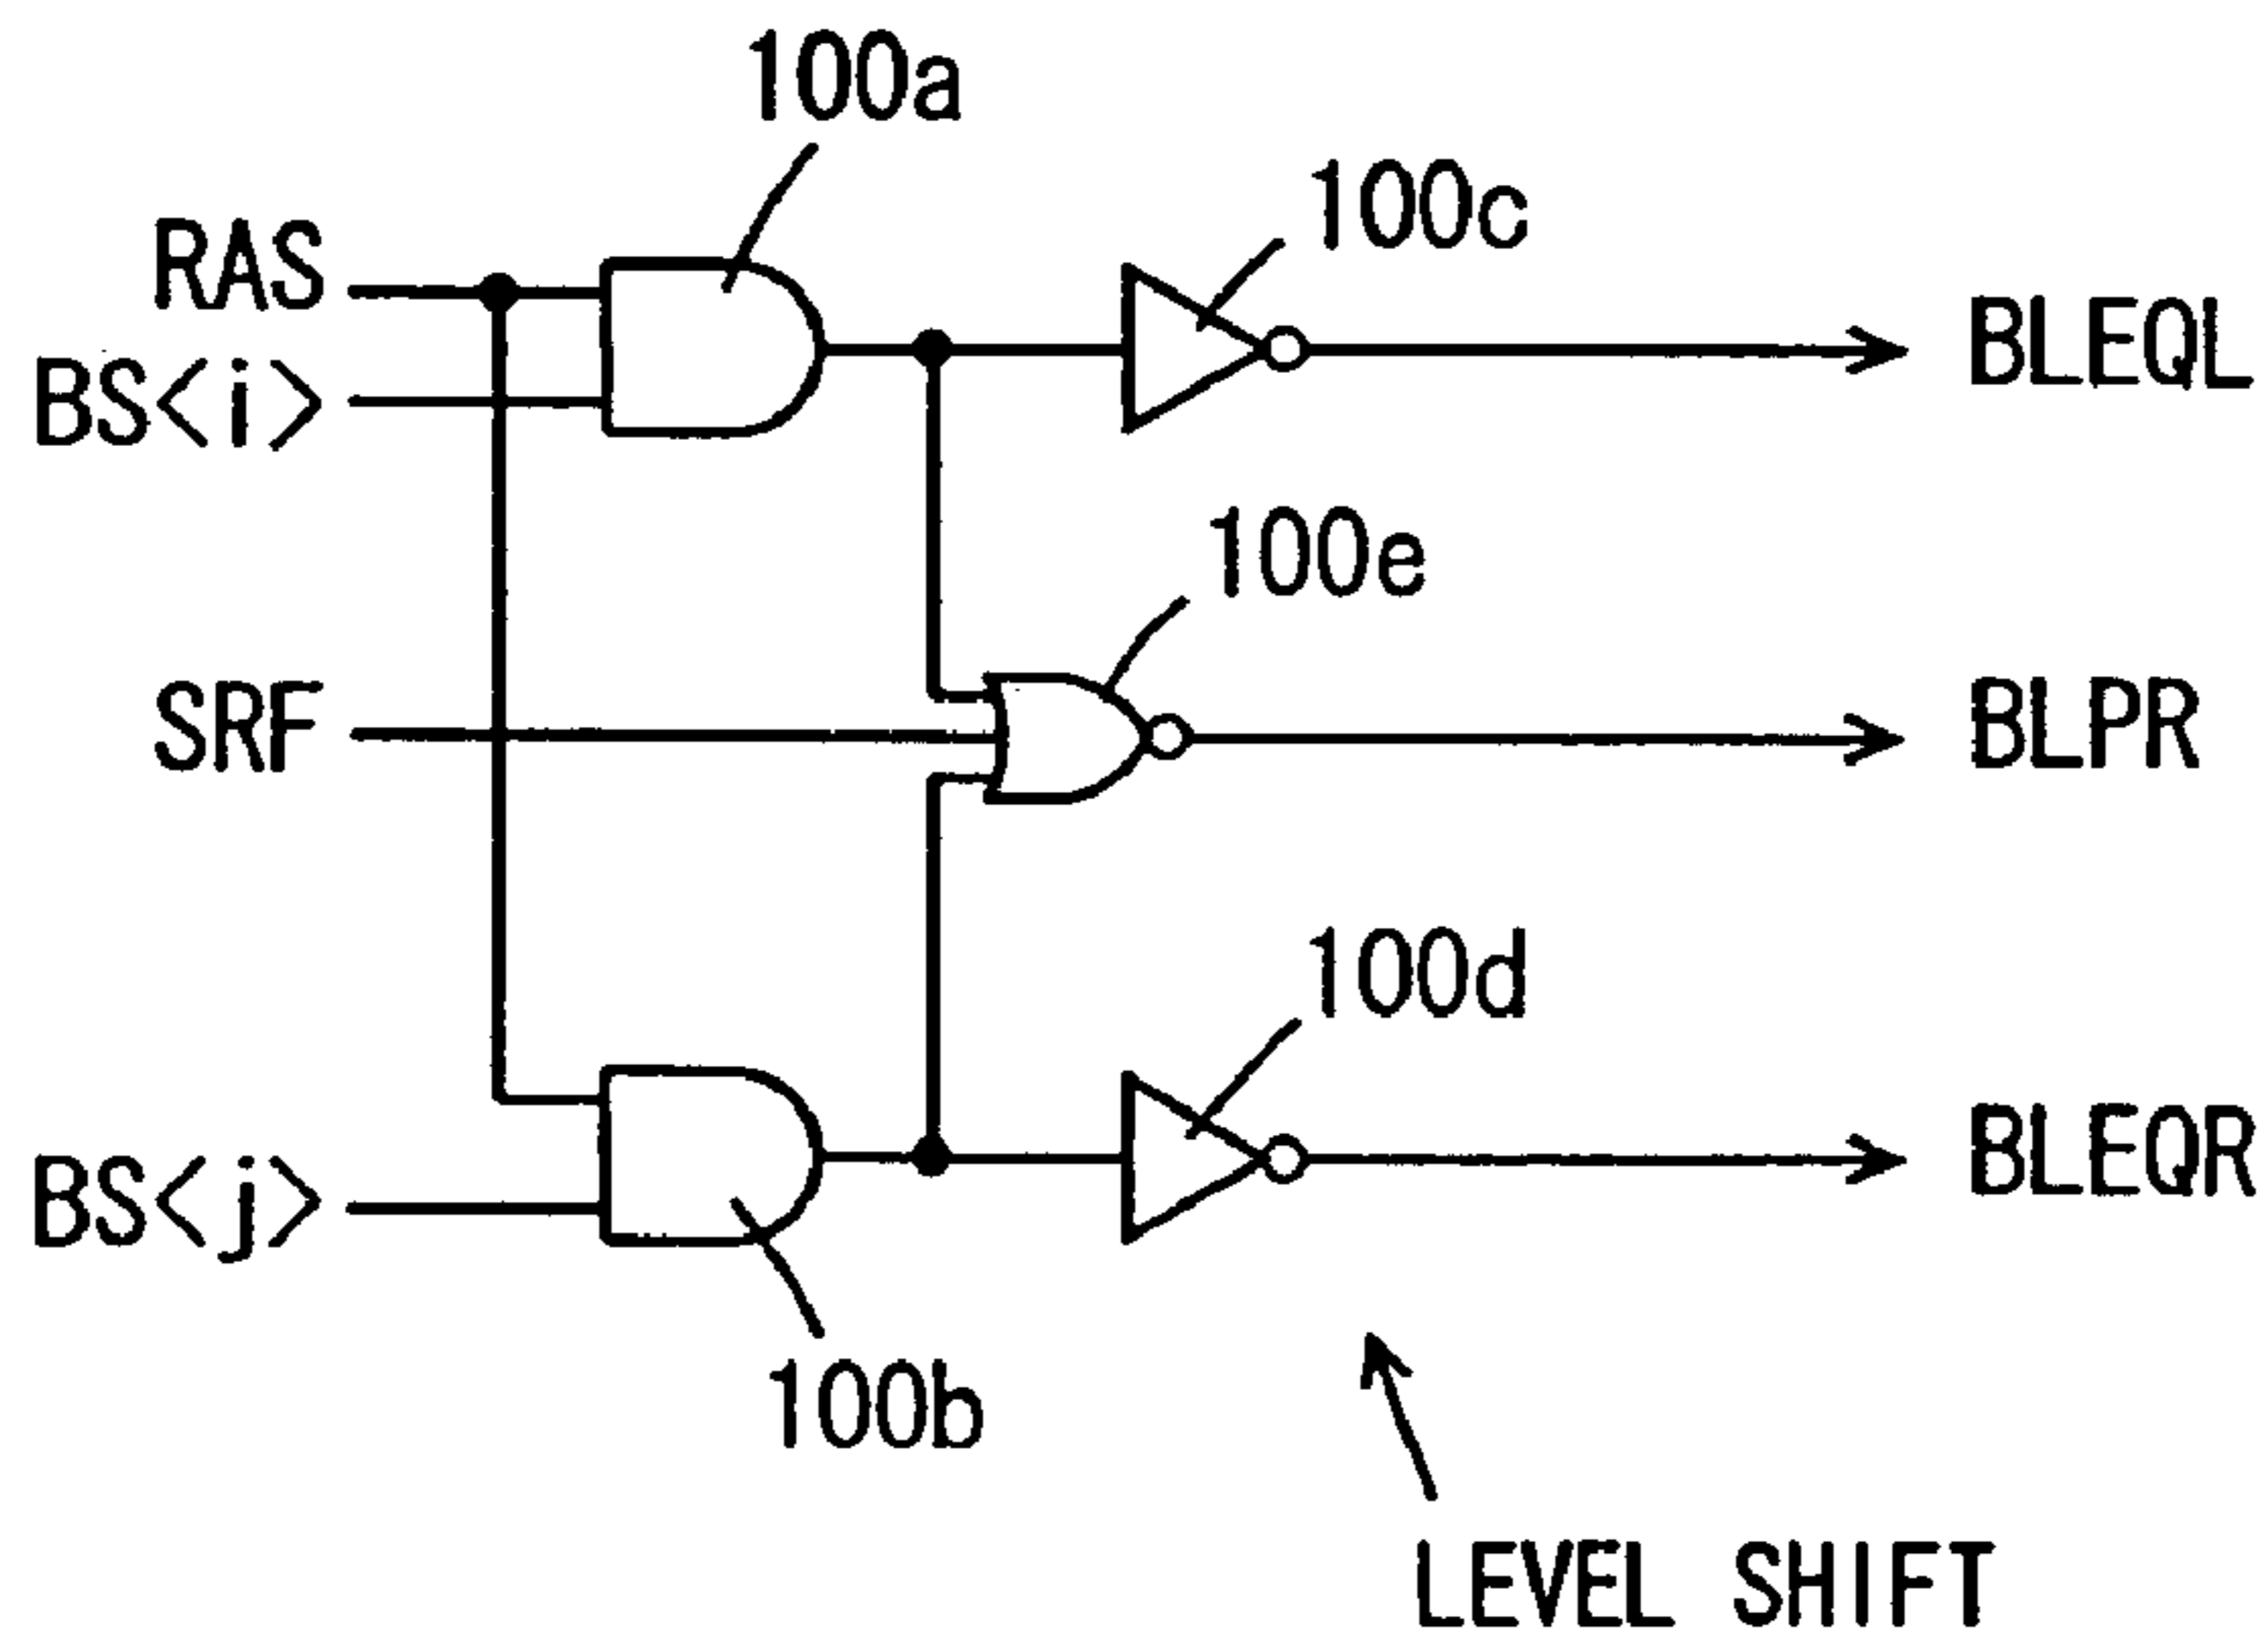 100a
100c
RAS
BLEQL
BS<i>
100e
SRF
BLPR
100d
BS<j>
BLEQR
100b
LEVEL SHIFT